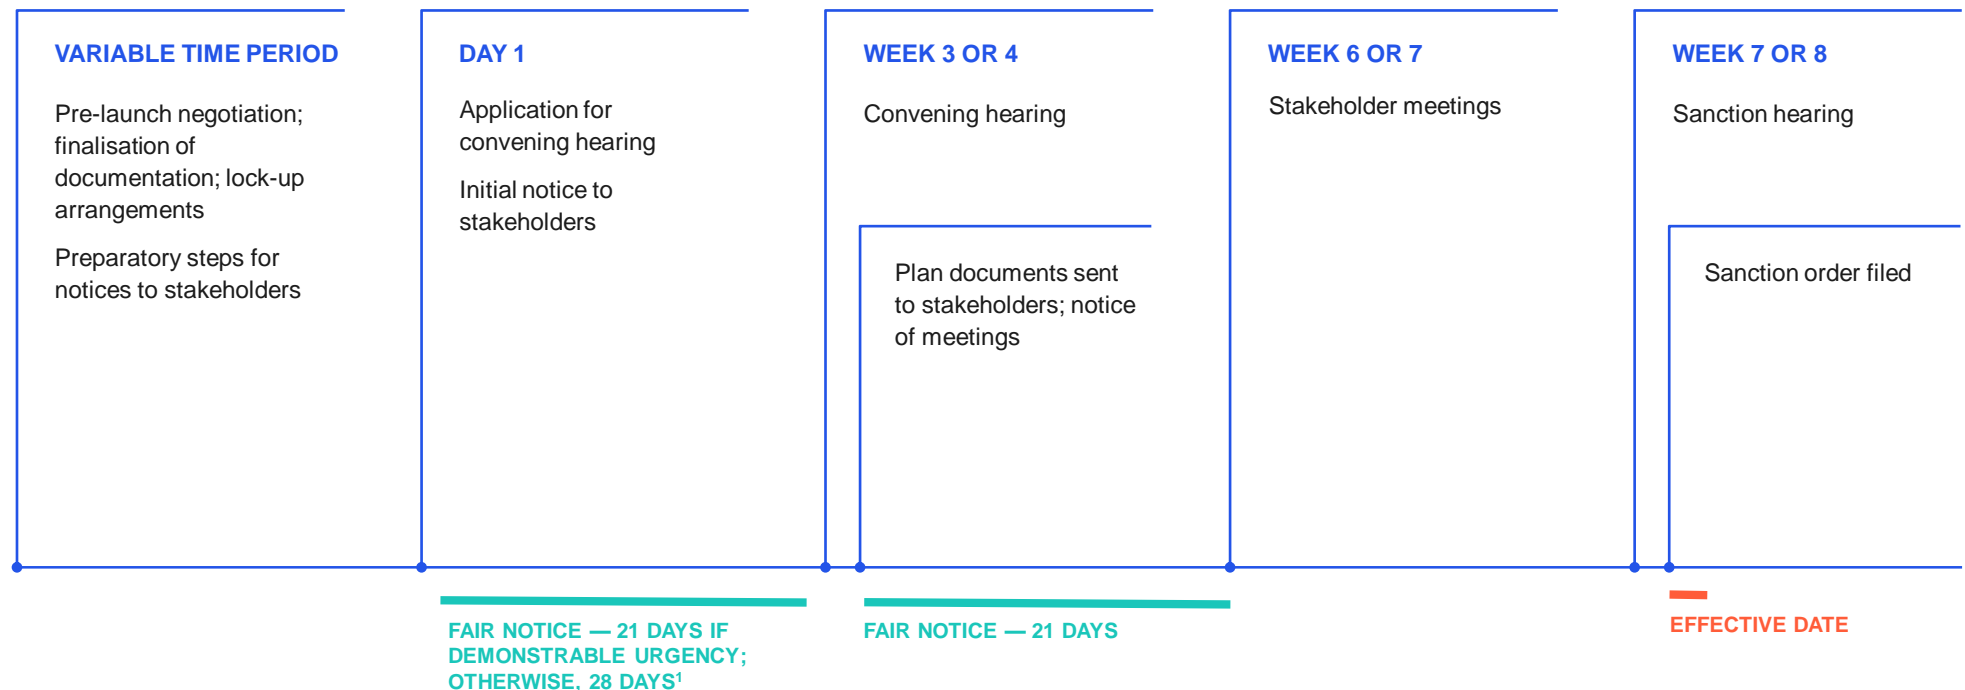 VARIABLE TIME PERIOD
Pre-launch negotiation;
finalisation of
documentation; lock-up
arrangements
Preparatory steps for
notices to stakeholders
DAY 1
Application for
convening hearing
Initial notice to
stakeholders
WEEK 3 OR 4
Convening hearing
Plan documents sent
to stakeholders; notice
of meetings
WEEK 6 OR 7
Stakeholder meetings
WEEK 7 OR 8
Sanction hearing
Sanction order filed
FAIR NOTICE — 21 DAYS IF
DEMONSTRABLE URGENCY;
OTHERWISE, 28 DAYS¹
FAIR NOTICE — 21 DAYS
EFFECTIVE DATE